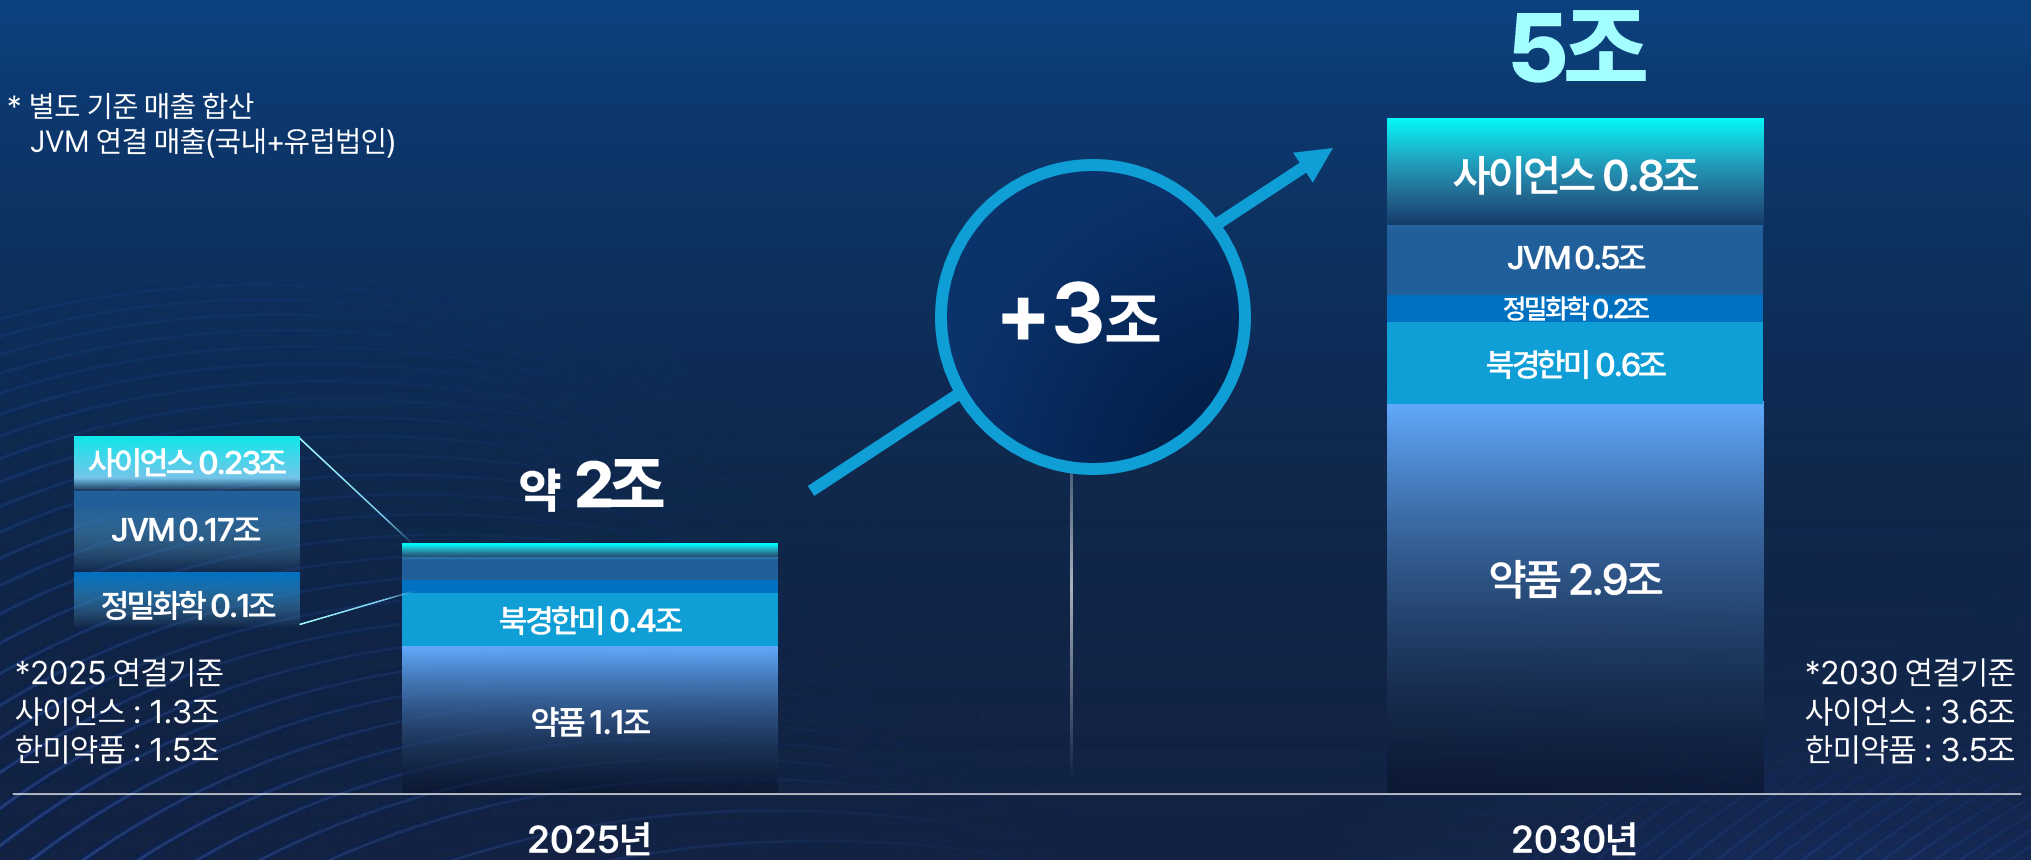 * 별도 기준 매출 합산
JVM 연결 매출(국내+유럽법인)
사이언스 0.23조
JVM 0.17조
정밀화학 0.1조
*2025 연결기준
사이언스 : 1.3조
한미약품 : 1.5조
약 2조
북경한미 0.4조
약품 1.1조
2025년
+3조
5조
사이언스 0.8조
JVM 0.5조
정밀화학 0.2조
북경한미 0.6조
약품 2.9조
2030년
*2030 연결기준
사이언스 : 3.6조
한미약품 : 3.5조